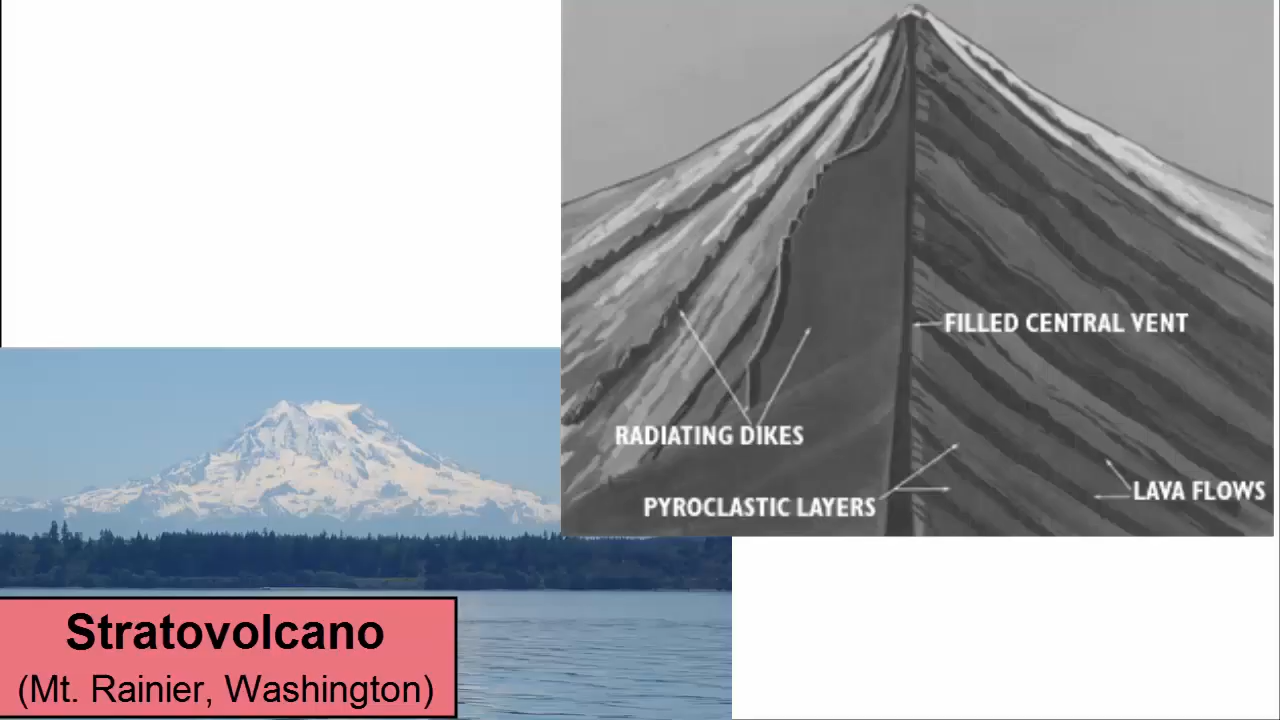 FILLED CENTRAL VENT
RADIATING DIKES
PYROCLASTIC LAYERS
LAVA FLOWS
Stratovolcano
(Mt. Rainier, Washington)